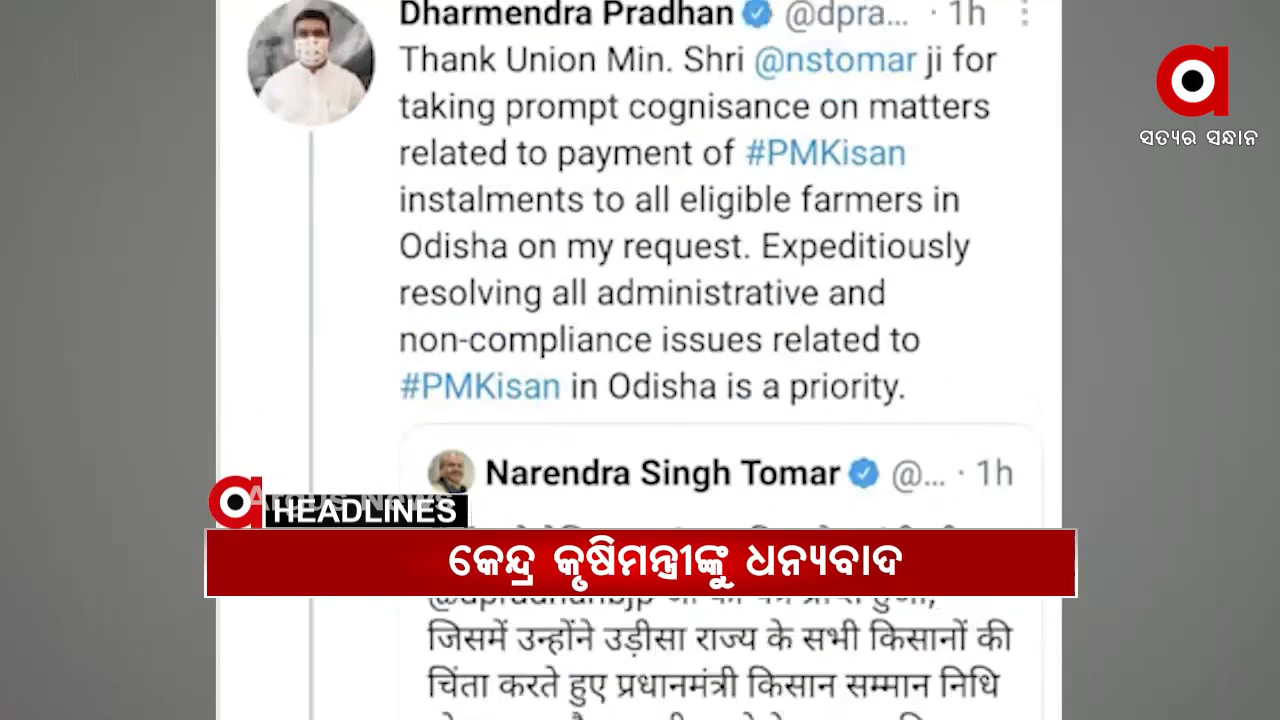 Dharmendra Pradhan @dpra... · 1h
Thank Union Min. Shri @nstomar ji for
taking prompt cognisance on matters
related to payment of #PMKisan
instalments to all eligible farmers in
Odisha on my request. Expeditiously
resolving all administrative and
non-compliance issues related to
#PMKisan in Odisha is a priority.
ସତ୍ୟର ସନ୍ଧାନ
Narendra Singh Tomar @... · 1h
HEADLINES
କେନ୍ଦ୍ର କୃଷିମନ୍ତ୍ରୀଙ୍କୁ ଧନ୍ୟବାଦ
जिसमें उन्होंने उड़ीसा राज्य के सभी किसानों की
चिंता करते हुए प्रधानमंत्री किसान सम्मान निधि